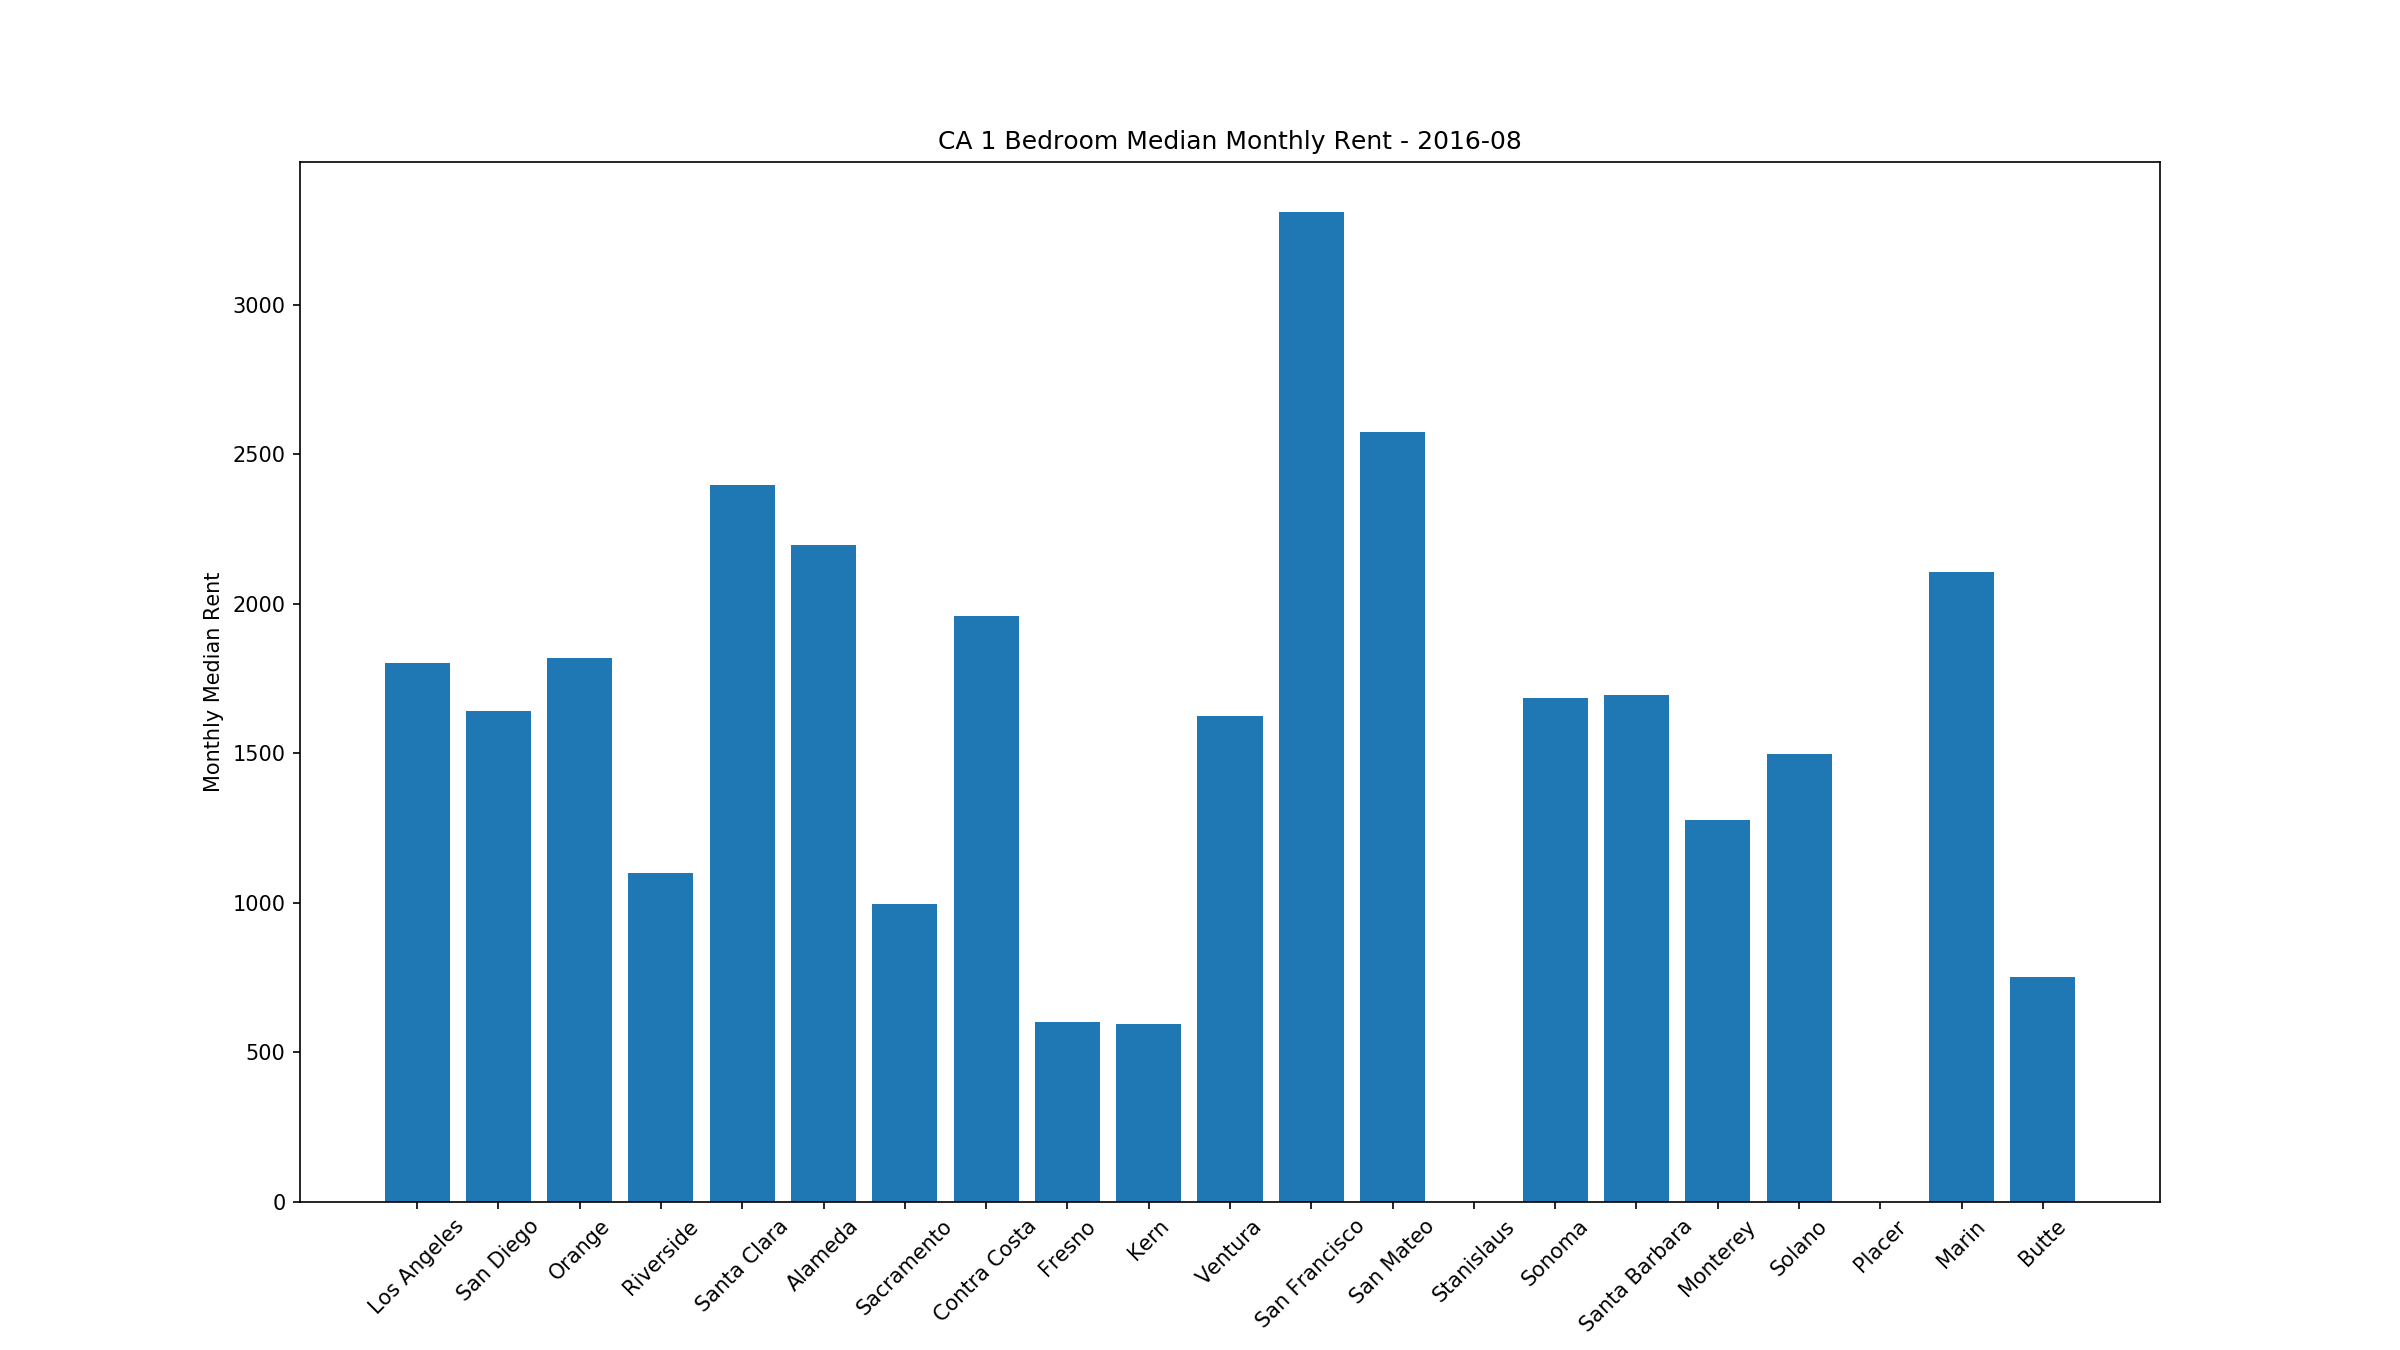 CA 1 Bedroom Median Monthly Rent - 2016-08
Monthly Median Rent
3000
2500
2000
1500
1000
500
0
Los Angeles
San Diego
Orange
Riverside
Santa Clara
Alameda
Sacramento
Contra Costa
Fresno
Kern
Ventura
San Francisco
San Mateo
Stanislaus
Sonoma
Santa Barbara
Monterey
Solano
Placer
Marin
Butte